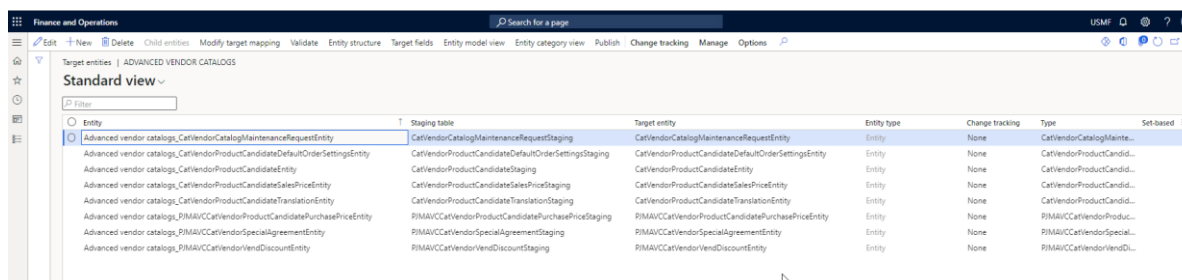 Finance and Operations Search for a page USMF ?
Edit New Delete Child entities Modify target mapping Validate Entity structure Target fields Entity model view Entity category view Publish Change tracking Manage Options
Target entities | ADVANCED VENDOR CATALOGS
Standard view
Filter
Entity ↑ Staging table Target entity Entity type Change tracking Type Set-based
Advanced vendor catalogs_CatVendorCatalogMaintenanceRequestEntity CatVendorCatalogMaintenanceRequestStaging CatVendorCatalogMaintenanceRequestEntity Entity None CatVendorCatalogMainte...
Advanced vendor catalogs_CatVendorProductCandidateDefaultOrderSettingsEntity CatVendorProductCandidateDefaultOrderSettingsStaging CatVendorProductCandidateDefaultOrderSettingsEntity Entity None CatVendorProductCandid...
Advanced vendor catalogs_CatVendorProductCandidateEntity CatVendorProductCandidateStaging CatVendorProductCandidateEntity Entity None CatVendorProductCandid...
Advanced vendor catalogs_CatVendorProductCandidateSalesPriceEntity CatVendorProductCandidateSalesPriceStaging CatVendorProductCandidateSalesPriceEntity Entity None CatVendorProductCandid...
Advanced vendor catalogs_CatVendorProductCandidateTranslationEntity CatVendorProductCandidateTranslationStaging CatVendorProductCandidateTranslationEntity Entity None CatVendorProductCandid...
Advanced vendor catalogs_PJMAVCCatVendorProductCandidatePurchasePriceEntity PJMAVCCatVendorProductCandidatePurchasePriceStaging PJMAVCCatVendorProductCandidatePurchasePriceEntity Entity None PJMAVCCatVendorProduc...
Advanced vendor catalogs_PJMAVCCatVendorSpecialAgreementEntity PJMAVCCatVendorSpecialAgreementStaging PJMAVCCatVendorSpecialAgreementEntity Entity None PJMAVCCatVendorSpecial...
Advanced vendor catalogs_PJMAVCCatVendorVendDiscountEntity PJMAVCCatVendorVendDiscountStaging PJMAVCCatVendorVendDiscountEntity Entity None PJMAVCCatVendorVendDi...